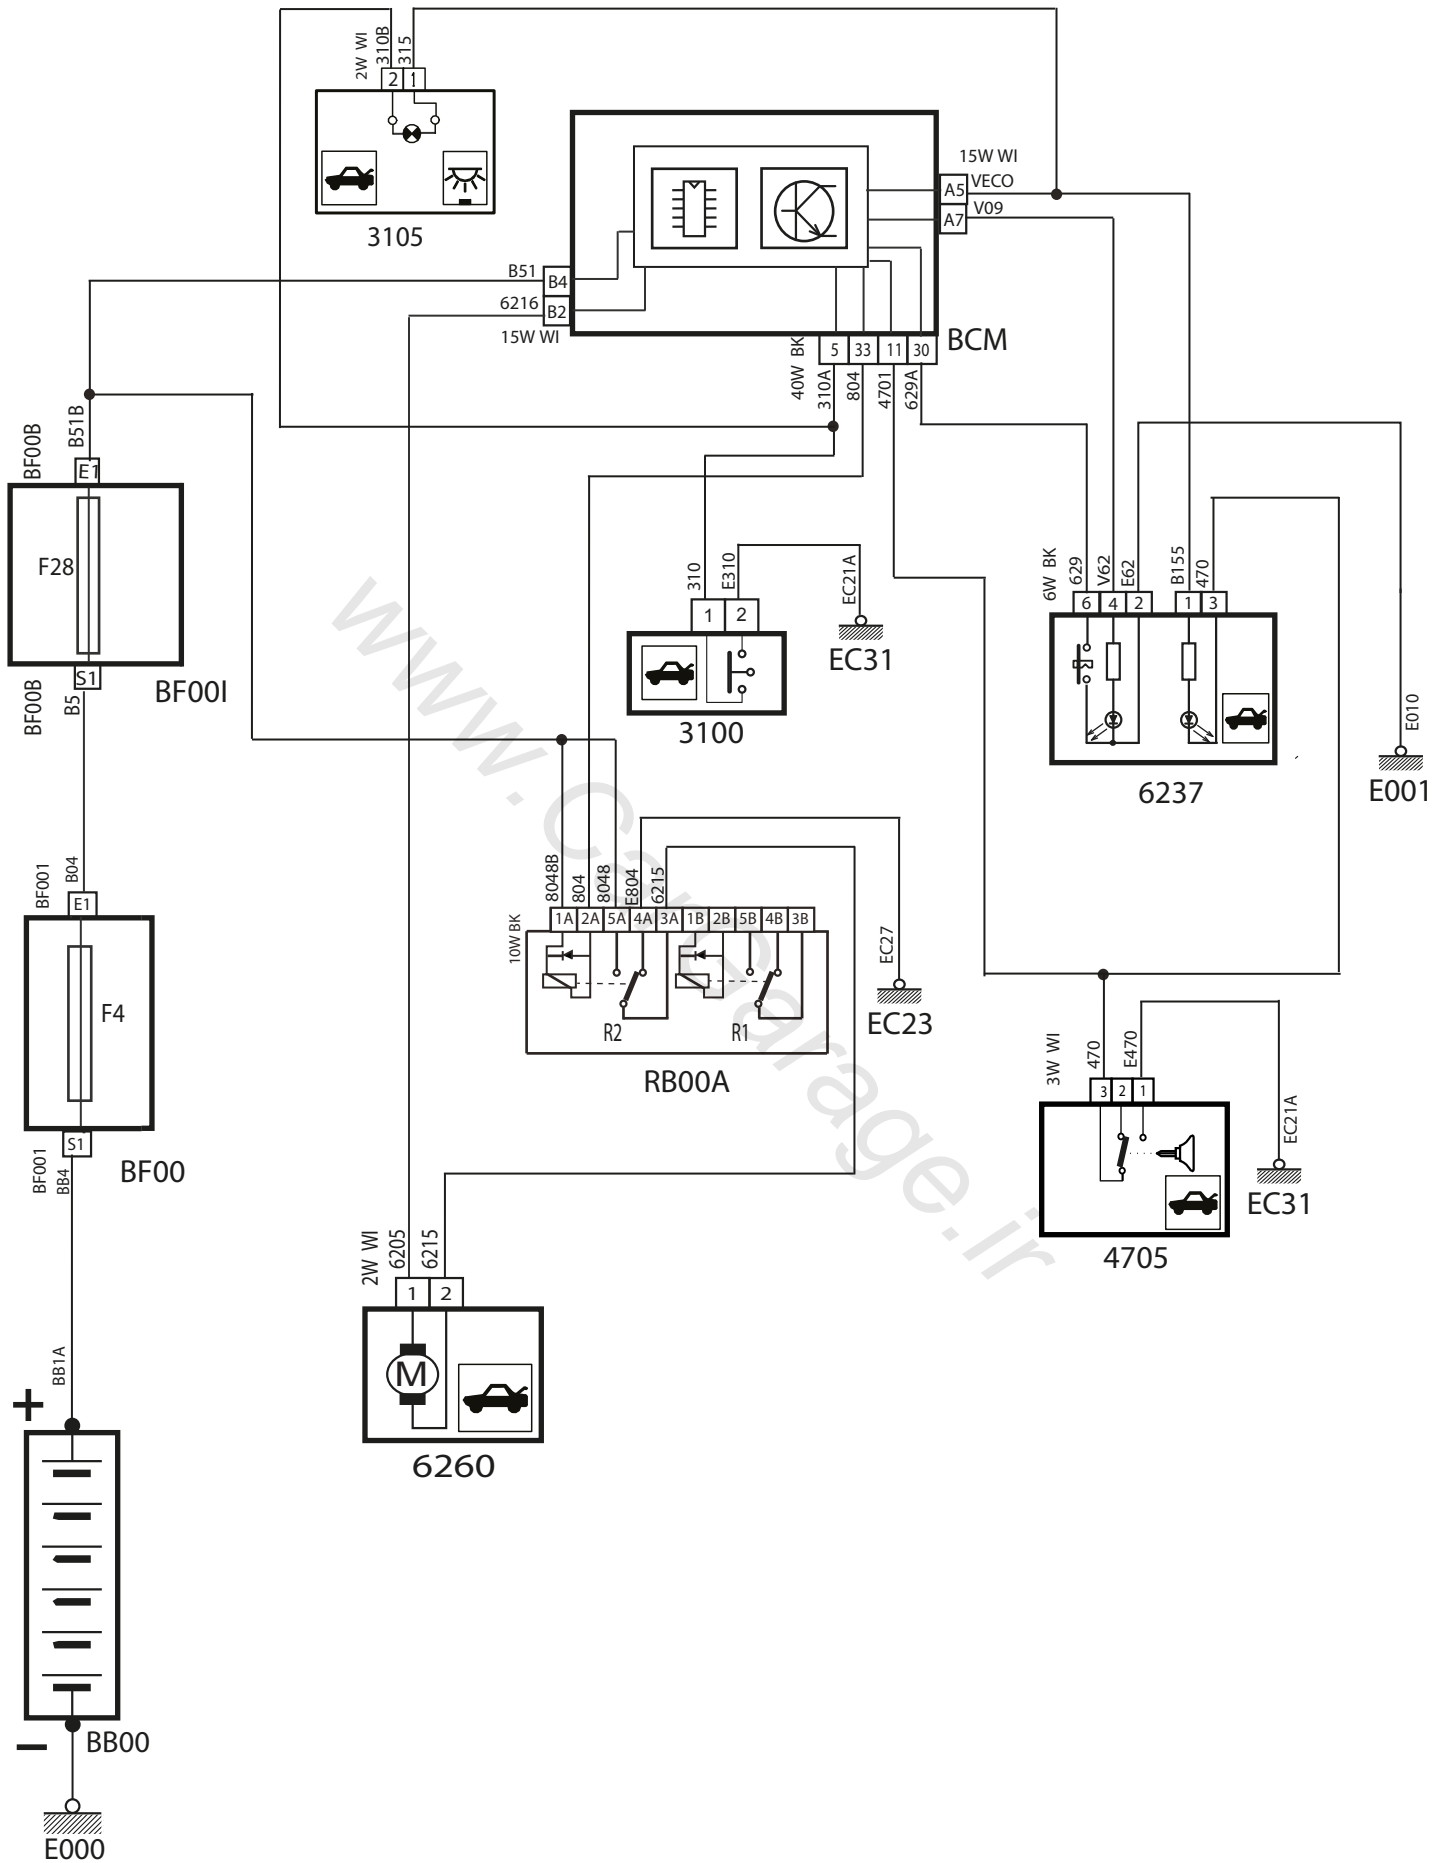 2W WI
310B
315
2
1
3105
15W WI
A5
VECO
A7
V09
B51
B4
6216
B2
15W WI
BCM
40W BK
5
33
11
30
310A
804
4701
629A
BF00B
B51B
E1
F28
S1
BF00B
B5
BF00I
310
E310
EC21A
1
2
EC31
3100
6W BK
629
V62
E62
B155
470
6
4
2
1
3
6237
E010
E001
BF001
B04
E1
F4
S1
BF001
BB4
BF00
10W BK
8048B
804
8048
E804
6215
1A
2A
5A
4A
3A
1B
2B
5B
4B
3B
R2
R1
RB00A
EC27
EC23
3W WI
470
E470
3
2
1
EC21A
EC31
4705
2W WI
6205
6215
1
2
M
6260
BB1A
+
−
BB00
E000
www.CarGarage.ir